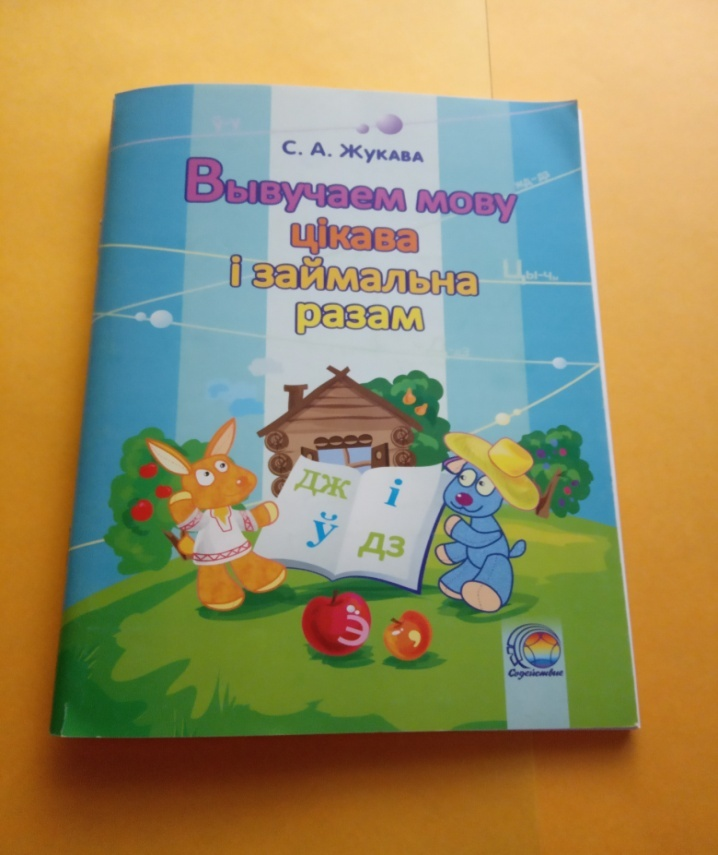 С. А. Жукава
Вывучаем мову
цікава
і займальна
разам
дж
і
ў
дз
э
,
Содействие